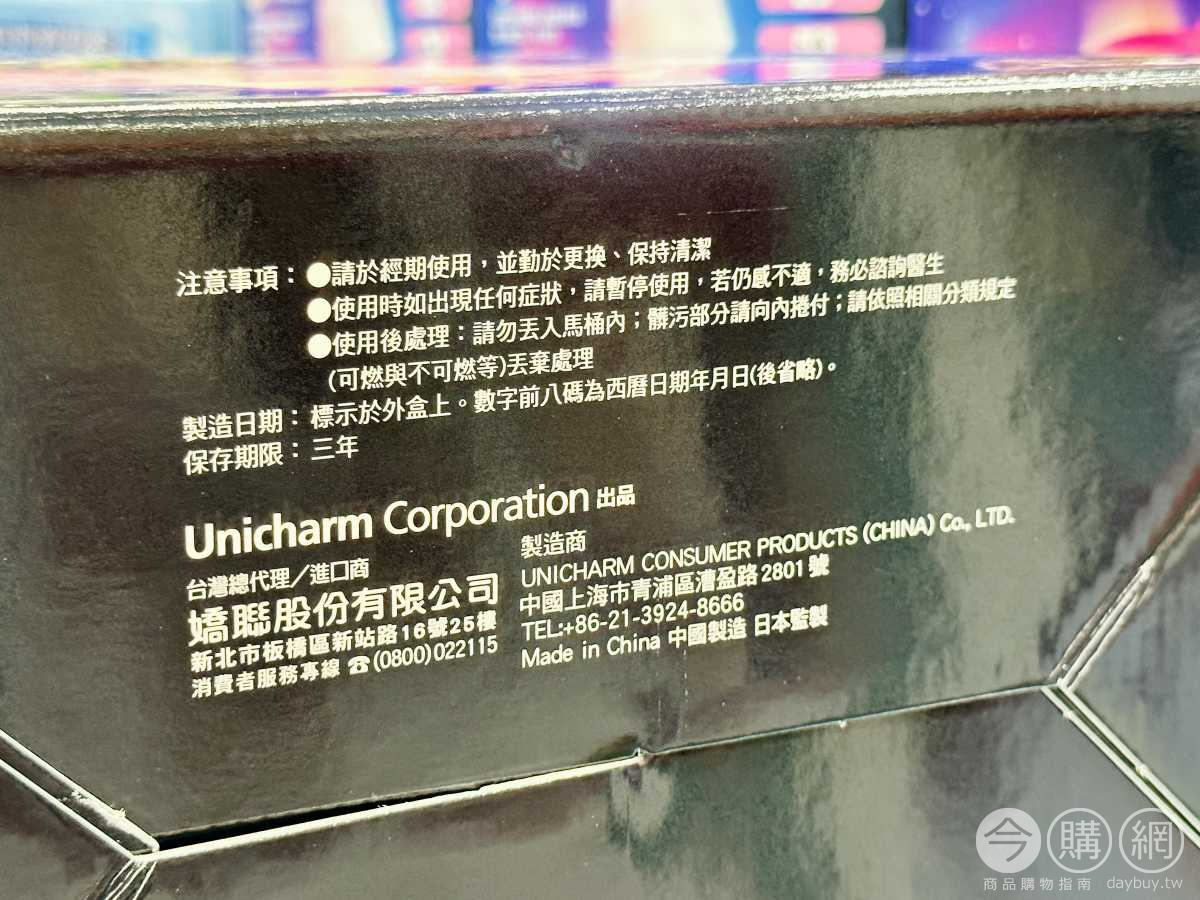 注意事項：●請於經期使用，並勤於更換、保持清潔
●使用時如出現任何症狀，請暫停使用，若仍感不適，務必諮詢醫生
●使用後處理：請勿丟入馬桶內；髒污部分請向內捲付；請依照相關分類規定
(可燃與不可燃等)丟棄處理
製造日期：標示於外盒上。數字前八碼為西曆日期年月日(後省略)。
保存期限：三年
Unicharm Corporation 出品
台灣總代理／進口商
嬌聯股份有限公司
新北市板橋區新站路16號25樓
消費者服務專線 ☎(0800)022115
製造商
UNICHARM CONSUMER PRODUCTS (CHINA) Co., LTD.
中國上海市青浦區漕盈路2801號
TEL:+86-21-3924-8666
Made in China 中國製造 日本監製
今購網
商品購物指南 daybuy.tw